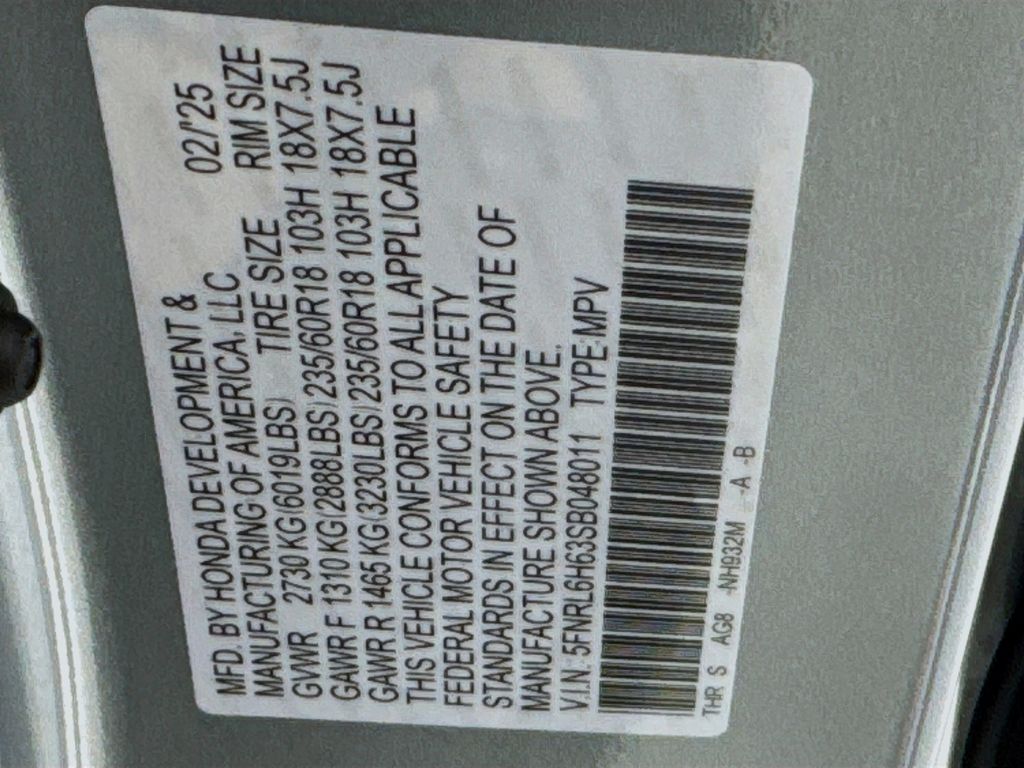 MFD. BY HONDA DEVELOPMENT & 02/'25
MANUFACTURING OF AMERICA, LLC RIM SIZE
GVWR 2730 KG(6019LBS) TIRE SIZE
GAWR F 1310 KG(2888LBS) 235/60R18 103H 18X7.5J
GAWR R 1465 KG(3230LBS) 235/60R18 103H 18X7.5J
THIS VEHICLE CONFORMS TO ALL APPLICABLE
FEDERAL MOTOR VEHICLE SAFETY
STANDARDS IN EFFECT ON THE DATE OF
MANUFACTURE SHOWN ABOVE.
V.I.N.: 5FNRL6H63SB048011 TYPE:MPV
THR S AG8 -NH932M -A -B